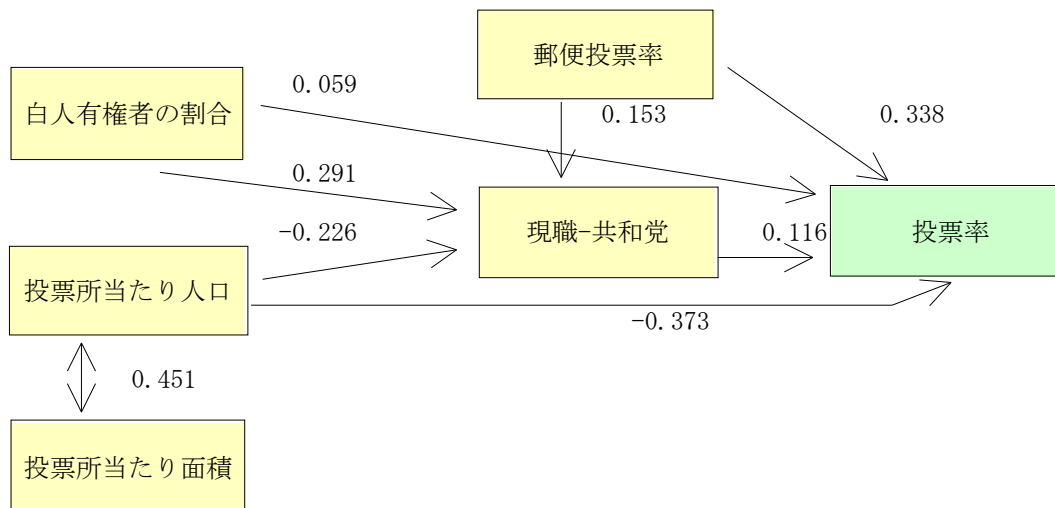 郵便投票率
0.059
白人有権者の割合
0.153
0.338
0.291
現職-共和党
投票率
-0.226
0.116
投票所当たり人口
-0.373
0.451
投票所当たり面積